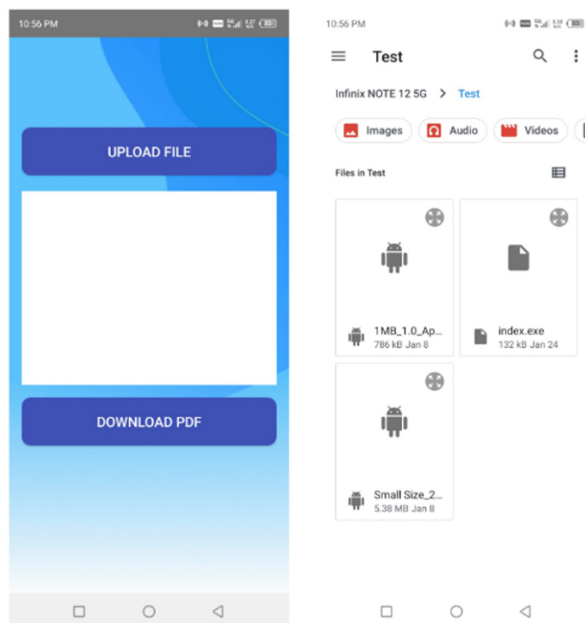 10:56 PM
UPLOAD FILE
DOWNLOAD PDF
10:56 PM
Test
Infinix NOTE 12 5G > Test
Images
Audio
Videos
Files in Test
1MB_1.0_Ap...
786 kB Jan 8
index.exe
132 kB Jan 24
Small Size_2...
5.38 MB Jan 8